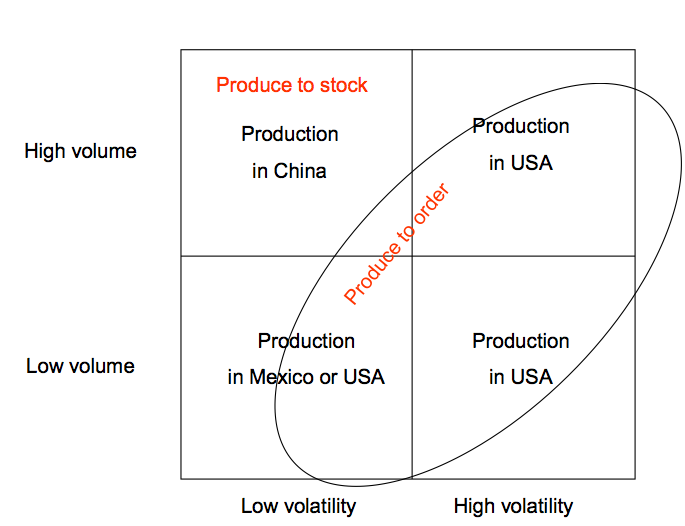 Produce to stock
Production
in China
Production
in USA
High volume
Produce to order
Production
in Mexico or USA
Production
in USA
Low volume
Low volatility
High volatility